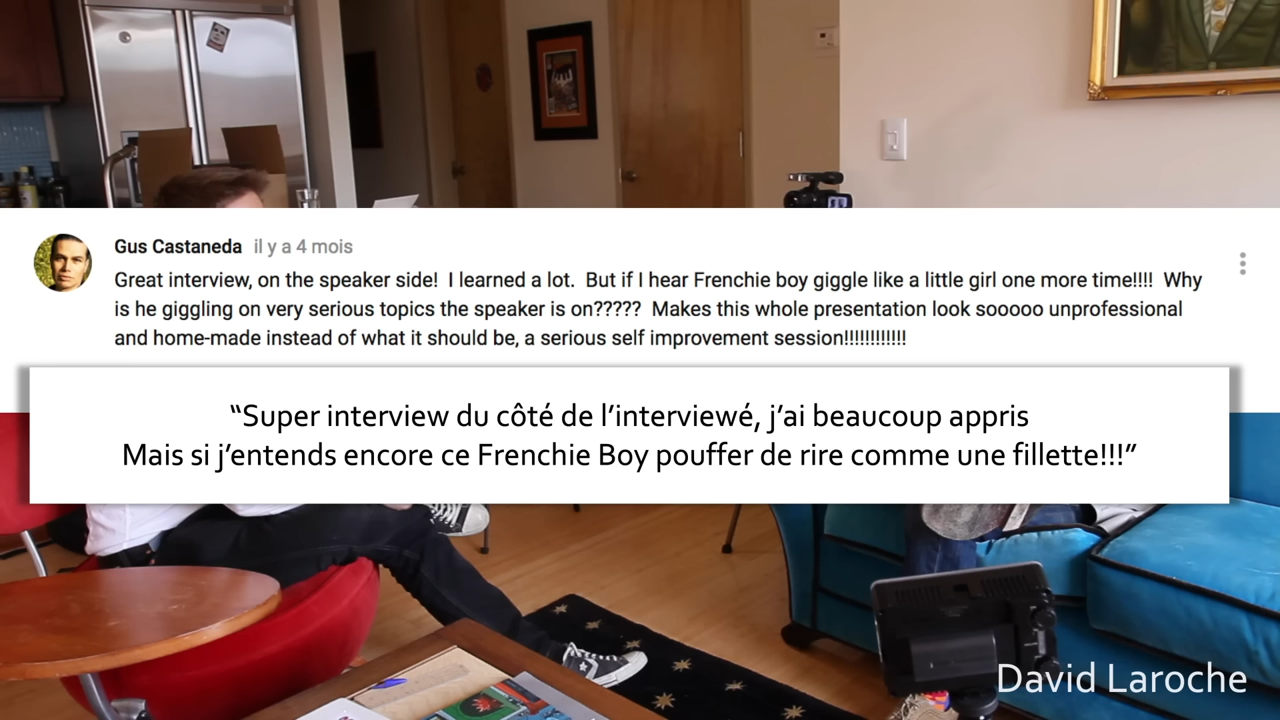 Gus Castaneda il y a 4 mois
Great interview, on the speaker side! I learned a lot. But if I hear Frenchie boy giggle like a little girl one more time!!!! Why
is he giggling on very serious topics the speaker is on????? Makes this whole presentation look sooooo unprofessional
and home-made instead of what it should be, a serious self improvement session!!!!!!!!!!!!
“Super interview du côté de l’interviewé, j’ai beaucoup appris
Mais si j’entends encore ce Frenchie Boy pouffer de rire comme une fillette!!!”
David Laroche